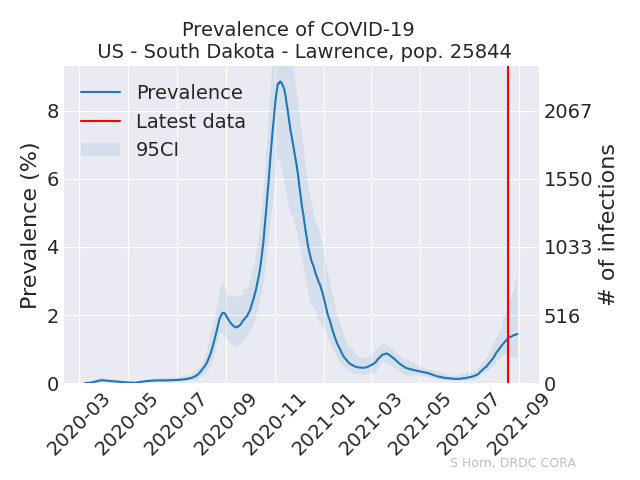 Prevalence of COVID-19
US - South Dakota - Lawrence, pop. 25844
Prevalence
Latest data
95CI
Prevalence (%)
8
6
4
2
0
2067
1550
1033
516
0
# of infections
2020-03
2020-05
2020-07
2020-09
2020-11
2021-01
2021-03
2021-05
2021-07
2021-09
S Horn, DRDC CORA